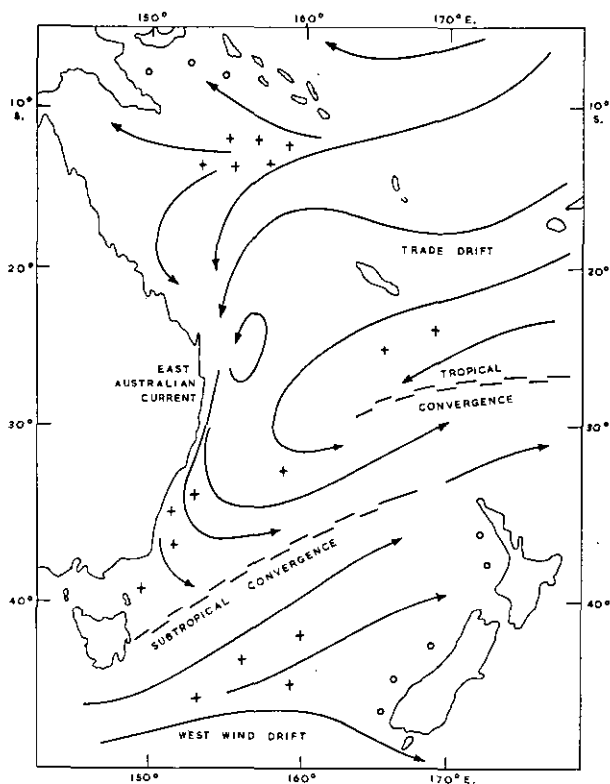 150°
160°
170° E.
10°
S.
10°
S.
TRADE DRIFT
20°
20°
EAST
AUSTRALIAN
CURRENT
TROPICAL
CONVERGENCE
30°
30°
SUBTROPICAL CONVERGENCE
40°
40°
WEST WIND DRIFT
150°
160°
170° E.